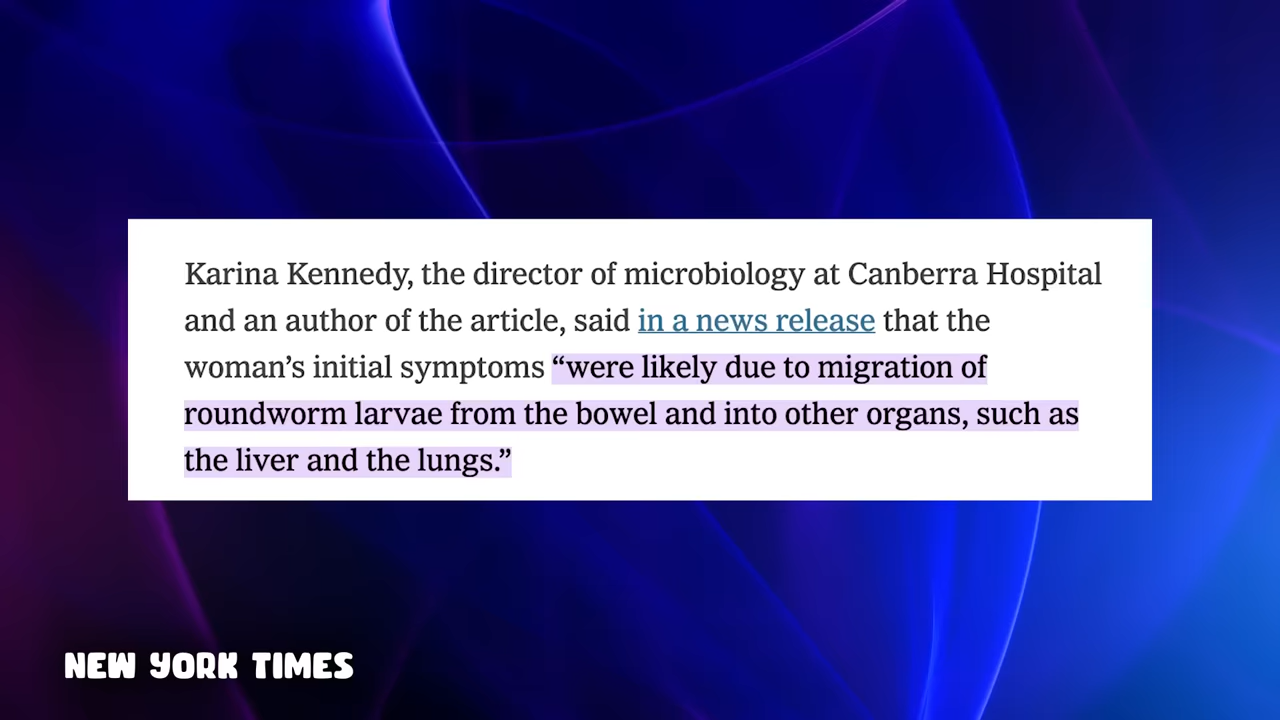 Karina Kennedy, the director of microbiology at Canberra Hospital
and an author of the article, said in a news release that the
woman’s initial symptoms “were likely due to migration of
roundworm larvae from the bowel and into other organs, such as
the liver and the lungs.”
NEW YORK TIMES